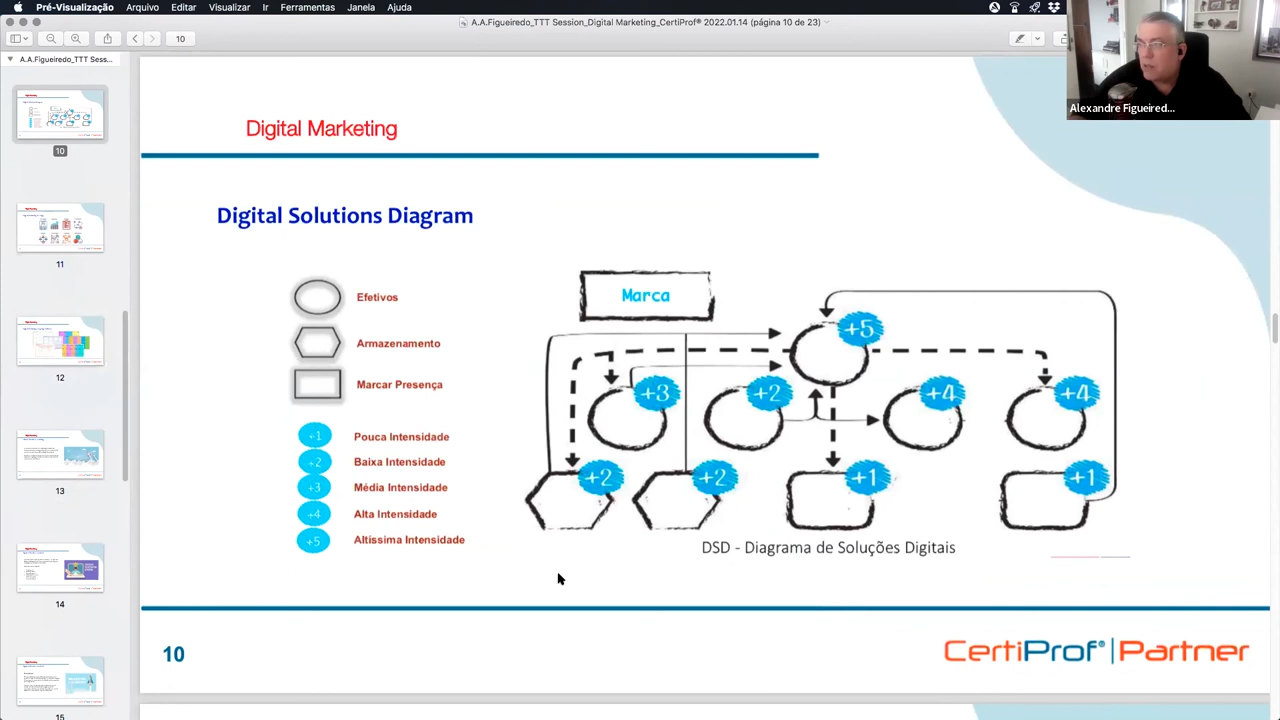 Pré-Visualização Arquivo Editar Visualizar Ir Ferramentas Janela Ajuda
A.A.Figueiredo_TTT Session_Digital Marketing_CertiProf® 2022.01.14 (página 10 de 23)
10
A.A.Figueiredo_TTT Sess...
10
11
12
13
14
15
Alexandre Figueired...
Digital Marketing
Digital Solutions Diagram
Efetivos
Armazenamento
Marcar Presença
+1 Pouca Intensidade
+2 Baixa Intensidade
+3 Média Intensidade
+4 Alta Intensidade
+5 Altíssima Intensidade
Marca
+5
+3
+2
+4
+4
+2
+2
+1
+1
DSD - Diagrama de Soluções Digitais
10
CertiProf® | Partner